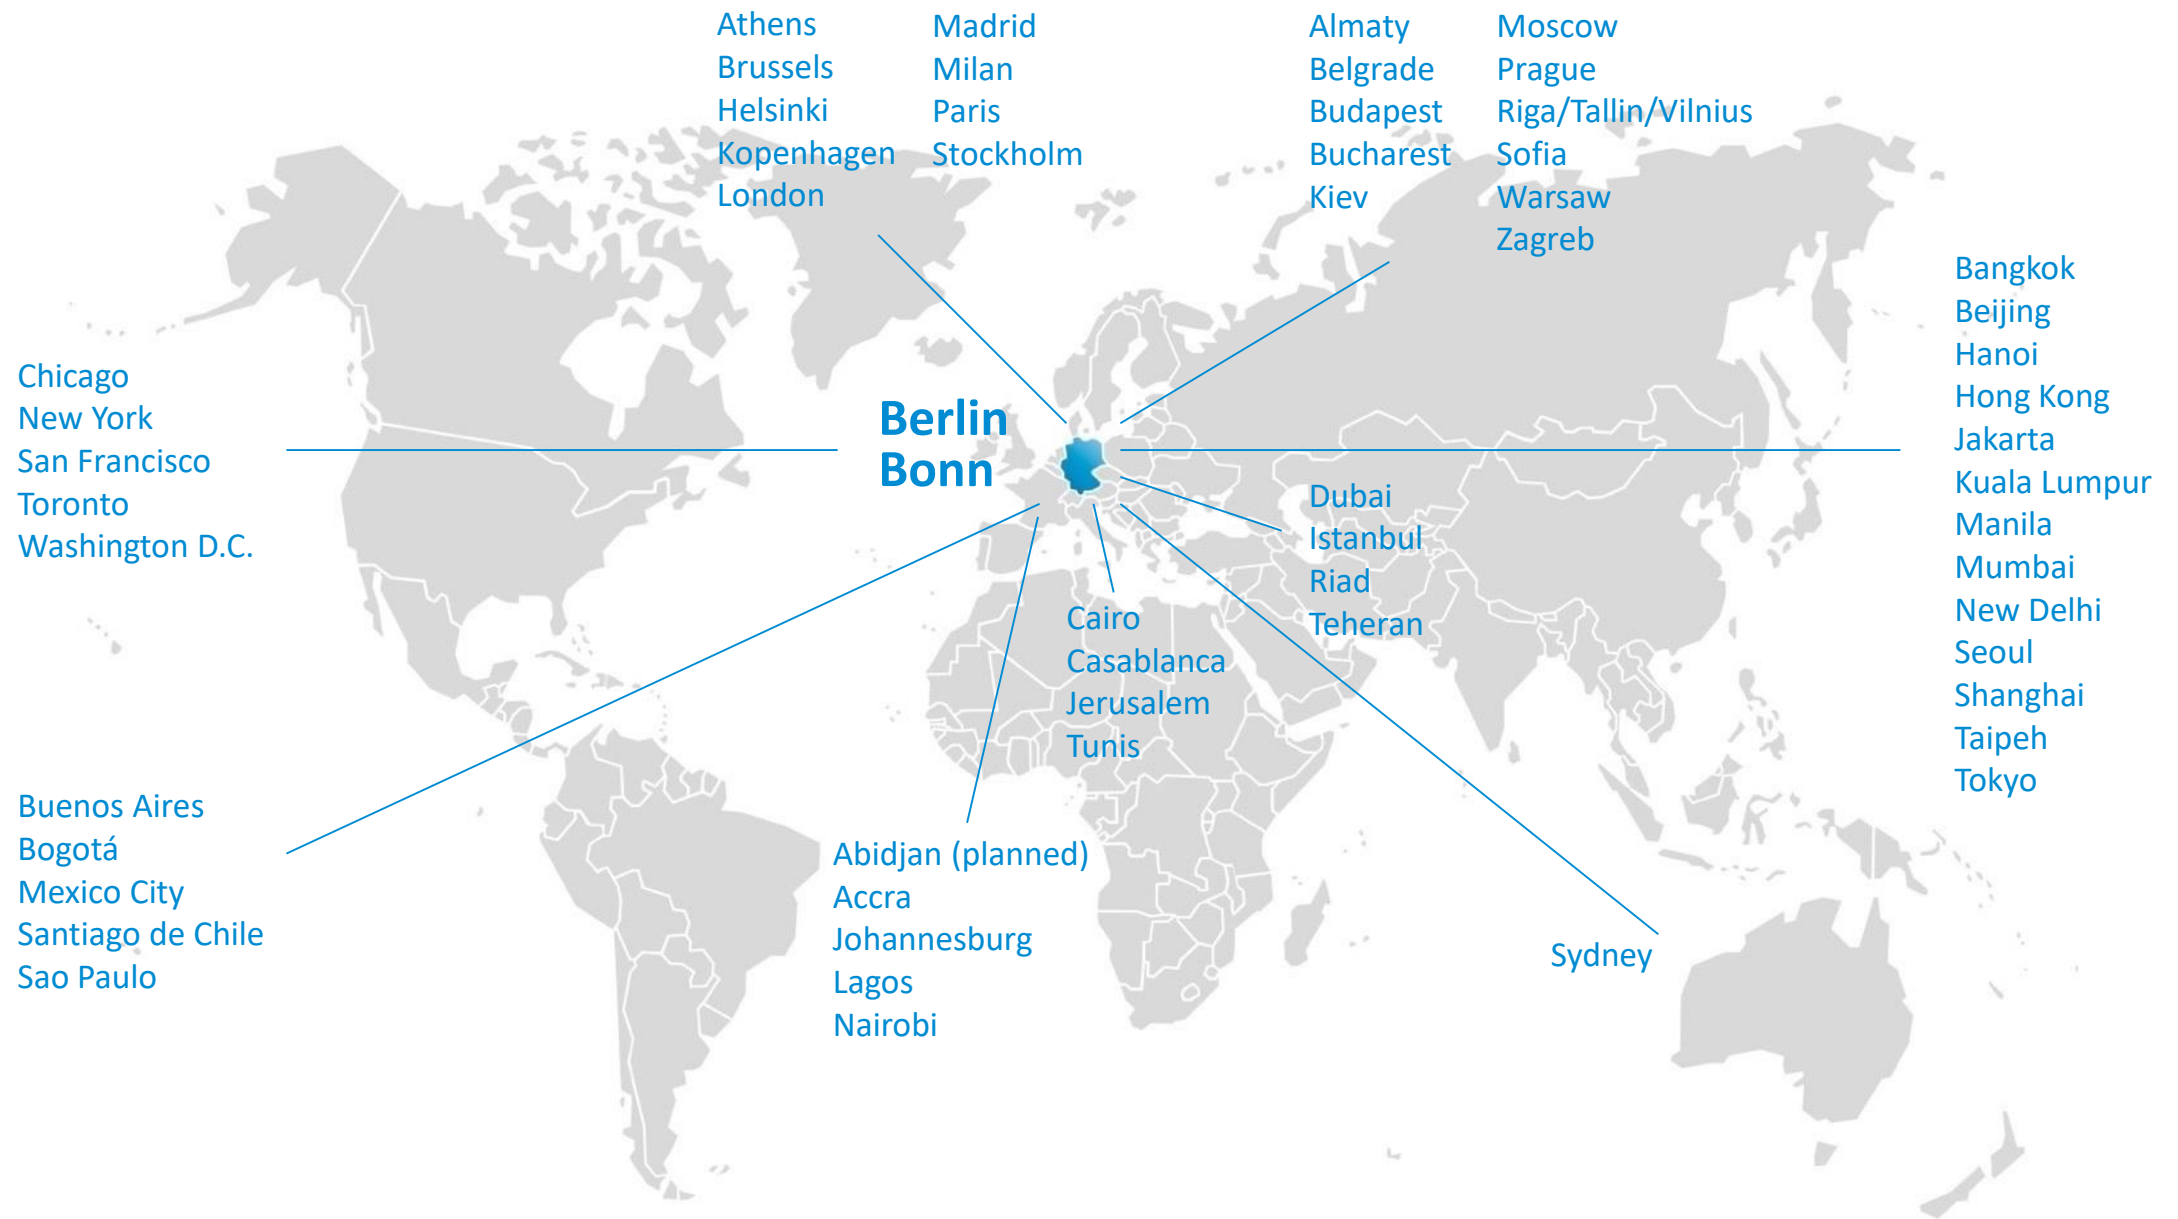 Athens
Brussels
Helsinki
Kopenhagen
London
Madrid
Milan
Paris
Stockholm
Almaty
Belgrade
Budapest
Bucharest
Kiev
Moscow
Prague
Riga/Tallin/Vilnius
Sofia
Warsaw
Zagreb
Bangkok
Beijing
Hanoi
Hong Kong
Jakarta
Kuala Lumpur
Manila
Mumbai
New Delhi
Seoul
Shanghai
Taipeh
Tokyo
Chicago
New York
San Francisco
Toronto
Washington D.C.
Berlin
Bonn
Dubai
Istanbul
Riad
Teheran
Cairo
Casablanca
Jerusalem
Tunis
Buenos Aires
Bogotá
Mexico City
Santiago de Chile
Sao Paulo
Abidjan (planned)
Accra
Johannesburg
Lagos
Nairobi
Sydney